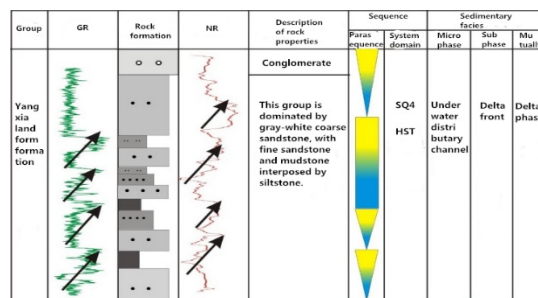 Group
GR
Rock
formation
NR
Description
of rock
properties
Sequence
Paras
equence
System
domain
Sedimentary
facies
Micro
phase
Sub
phase
Mu
tually
Yang
xia
land
form
forma
tion
Conglomerate
This group is
dominated by
gray-white coarse
sandstone, with
fine sandstone
and mudstone
interposed by
siltstone.
SQ4
HST
Under
water
distri
butary
channel
Delta
front
Delta
phase